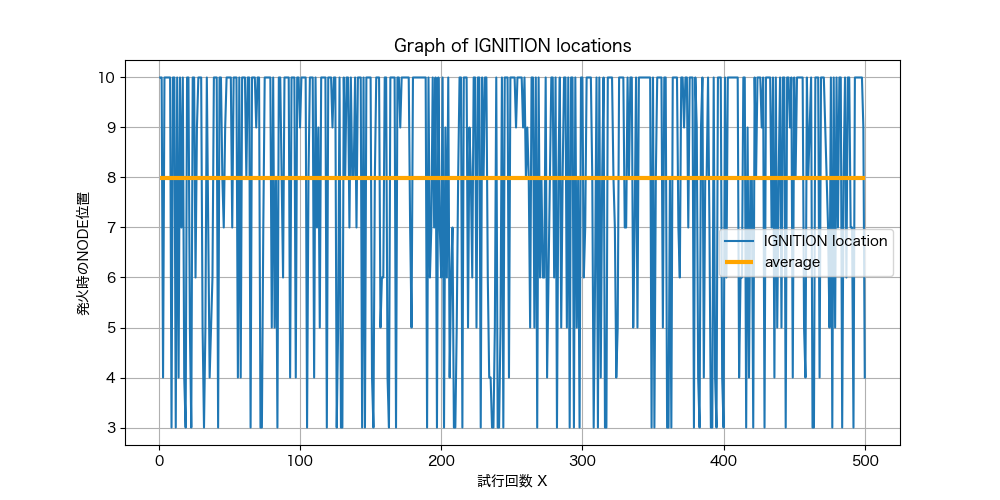 Graph of IGNITION locations
発火時のNODE位置
10
9
8
7
6
5
4
3
IGNITION location
average
0 100 200 300 400 500
試行回数 X